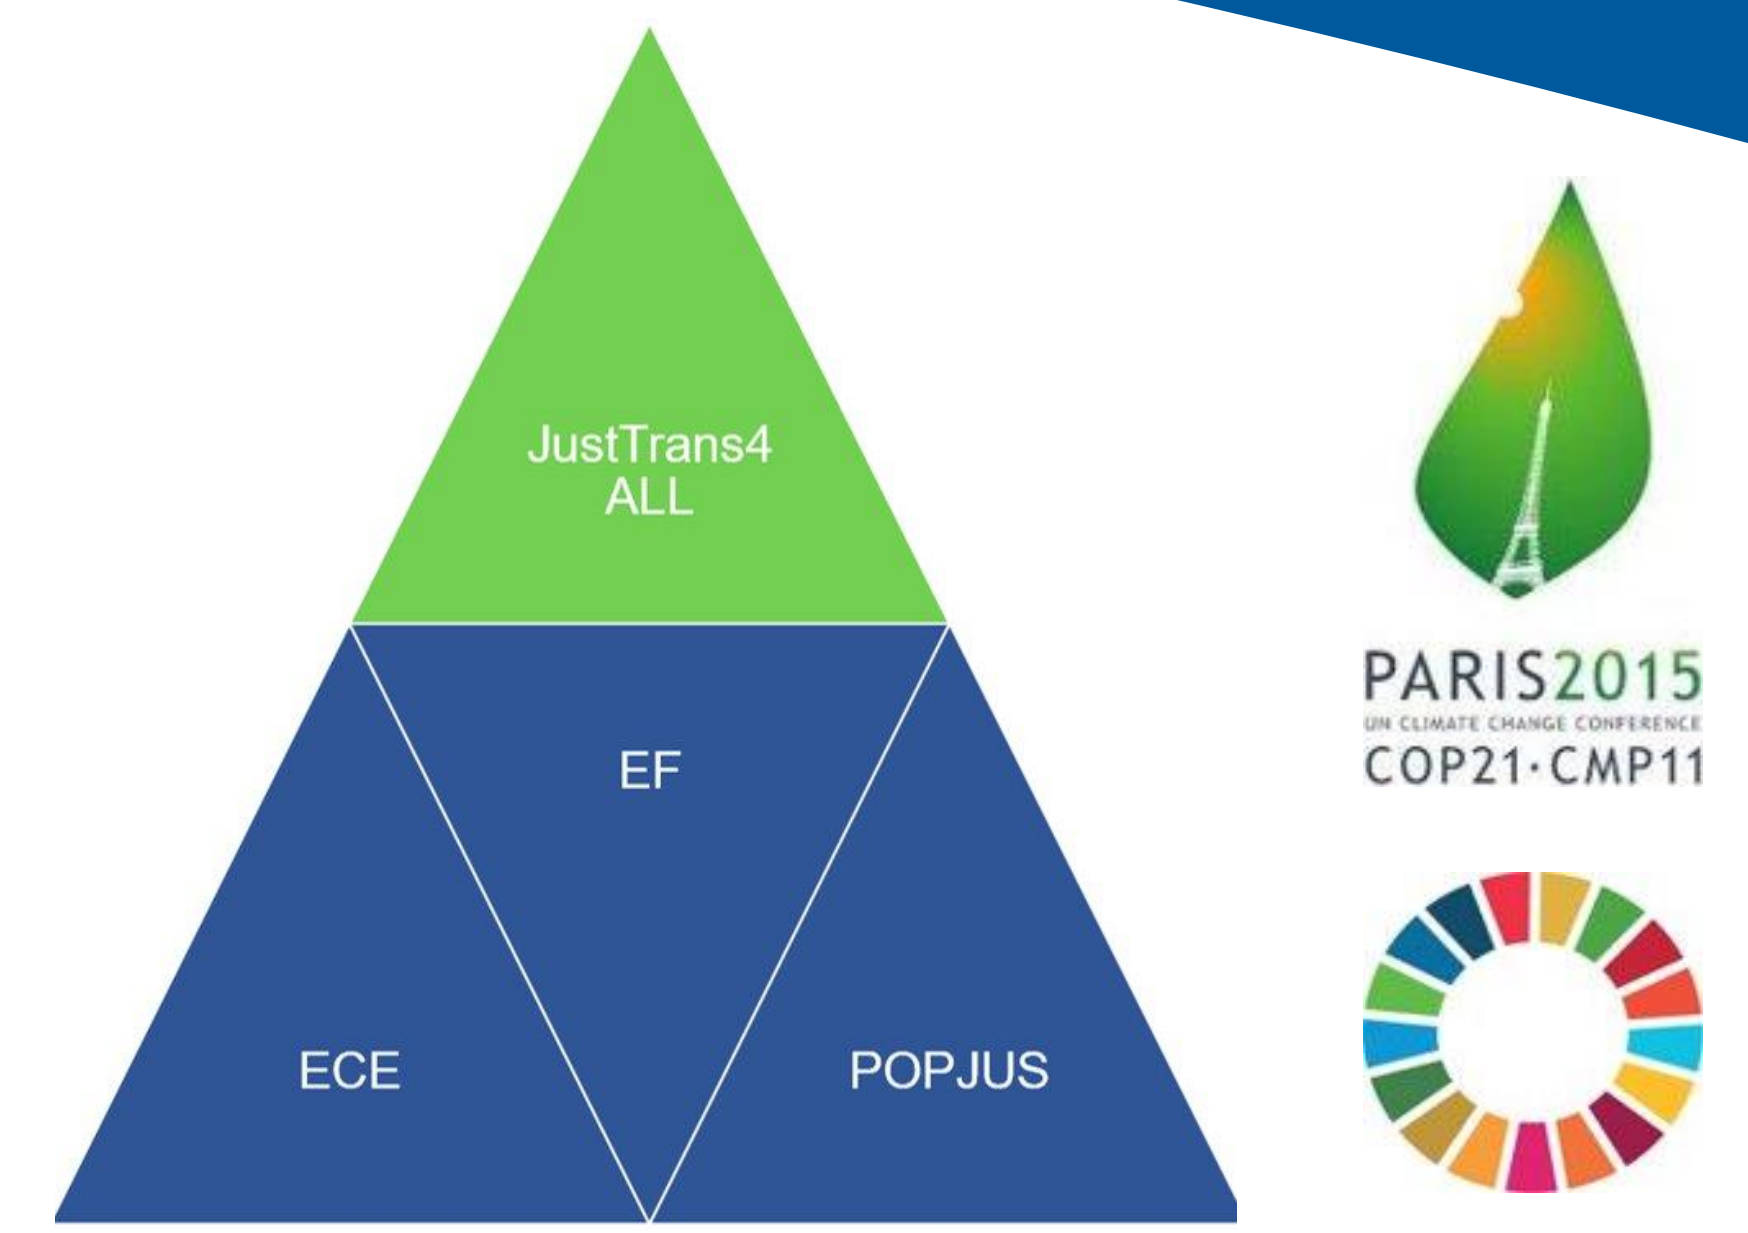 JustTrans4
ALL
EF
ECE
POPJUS
PARIS2015
UN CLIMATE CHANGE CONFERENCE
COP21·CMP11